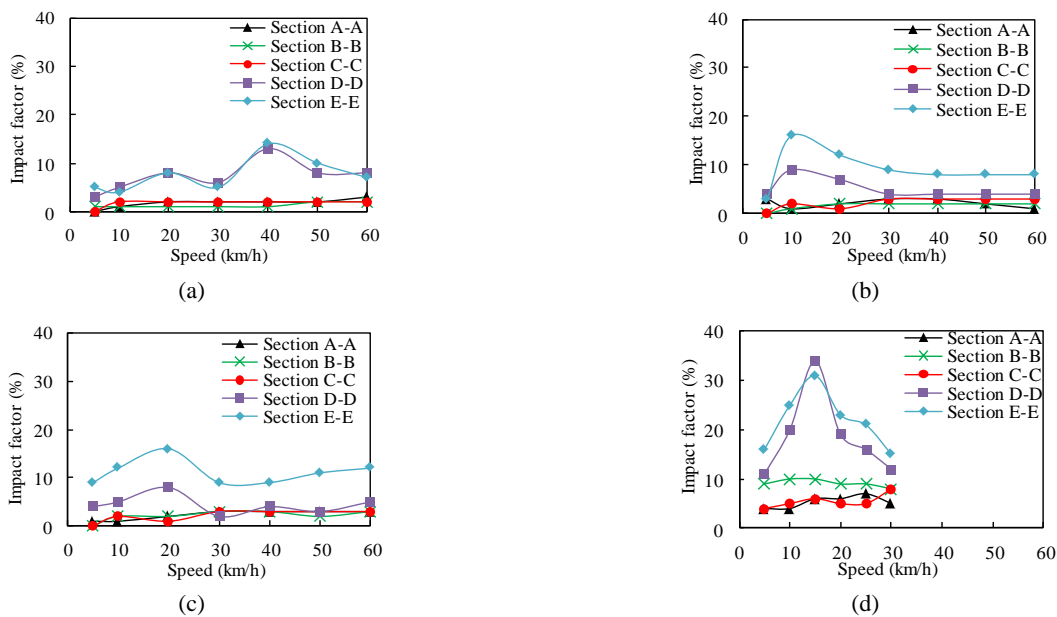 40
30
20
10
0
Impact factor (%)
Section A-A
Section B-B
Section C-C
Section D-D
Section E-E
0 10 20 30 40 50 60
Speed (km/h)
(a)
40
30
20
10
0
Impact factor (%)
Section A-A
Section B-B
Section C-C
Section D-D
Section E-E
0 10 20 30 40 50 60
Speed (km/h)
(b)
40
30
20
10
0
Impact factor (%)
Section A-A
Section B-B
Section C-C
Section D-D
Section E-E
0 10 20 30 40 50 60
Speed (km/h)
(c)
40
30
20
10
0
Impact factor (%)
Section A-A
Section B-B
Section C-C
Section D-D
Section E-E
0 10 20 30 40 50 60
Speed (km/h)
(d)